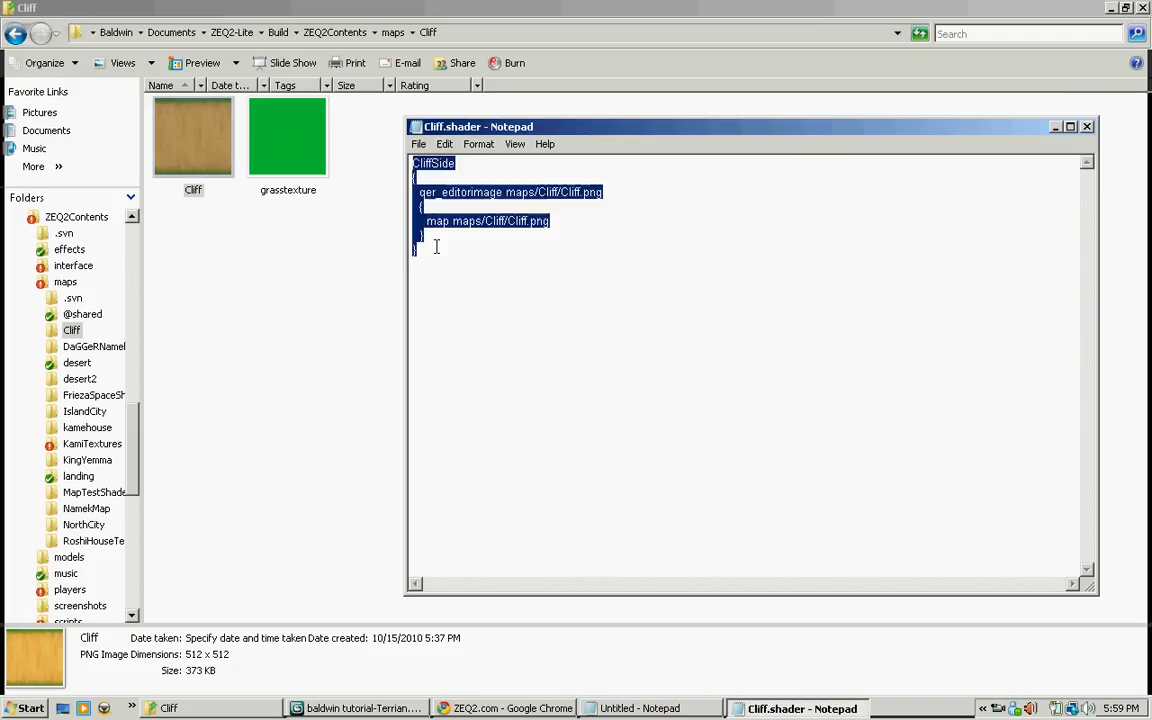 Cliff
Baldwin ▸ Documents ▸ ZEQ2-Lite ▸ Build ▸ ZEQ2Contents ▸ maps ▸ Cliff
Search
Organize
Views
Preview
Slide Show
Print
E-mail
Share
Burn
Favorite Links
Name
Date t...
Tags
Size
Rating
Pictures
Documents
Music
More »
Folders
ZEQ2Contents
.svn
effects
interface
maps
.svn
@shared
Cliff
DaGGeRNamel
desert
desert2
FriezaSpaceSh
IslandCity
kamehouse
KamiTextures
KingYemma
landing
MapTestShade
NamekMap
NorthCity
RoshiHouseTe
models
music
players
screenshots
scripts
Cliff
grasstexture
Cliff.shader - Notepad
File Edit Format View Help
CliffSide
{
qer_editorimage maps/Cliff/Cliff.png
{
map maps/Cliff/Cliff.png
}
}
Cliff
Date taken: Specify date and time taken Date created: 10/15/2010 5:37 PM
PNG Image Dimensions: 512 x 512
Size: 373 KB
Start
»
Cliff
baldwin tutorial-Terrian....
ZEQ2.com - Google Chrome
Untitled - Notepad
Cliff.shader - Notepad
«
5:59 PM